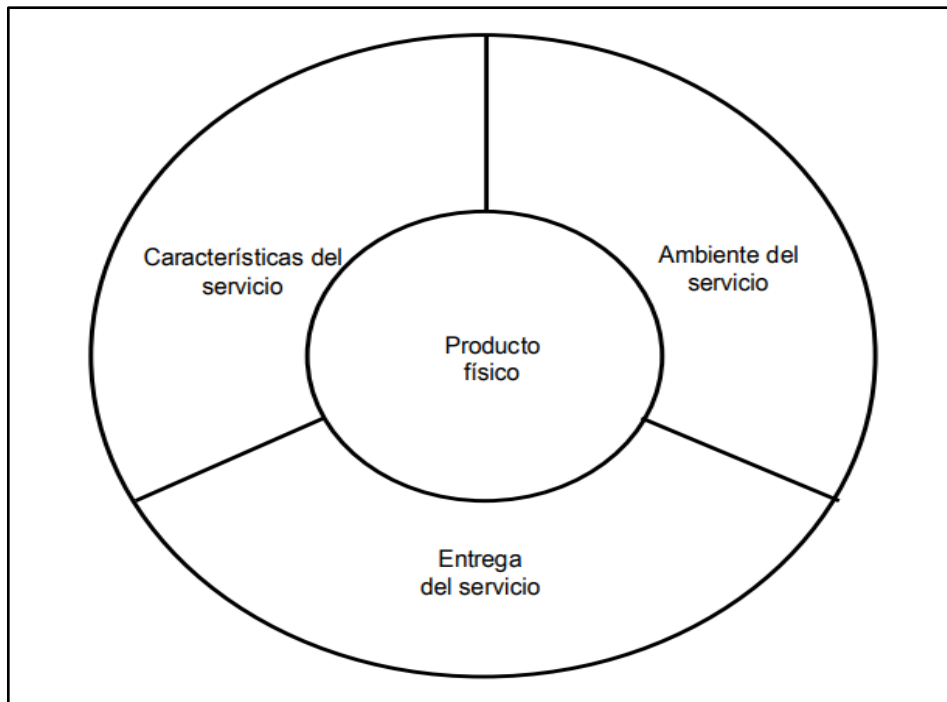 Características del
servicio
Ambiente del
servicio
Producto
físico
Entrega
del servicio